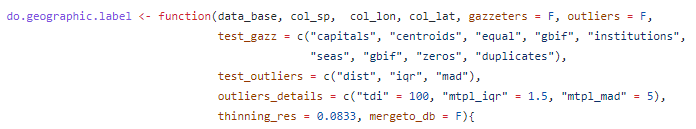 do.geographic.label <- function(data_base, col_sp,  col_lon, col_lat, gazzeters = F, outliers = F,
test_gazz = c("capitals", "centroids", "equal", "gbif", "institutions",
"seas", "gbif", "zeros", "duplicates"),
test_outliers = c("dist", "iqr", "mad"),
outliers_details = c("tdi" = 100, "mtpl_iqr" = 1.5, "mtpl_mad" = 5),
thinning_res = 0.0833, mergeto_db = F){